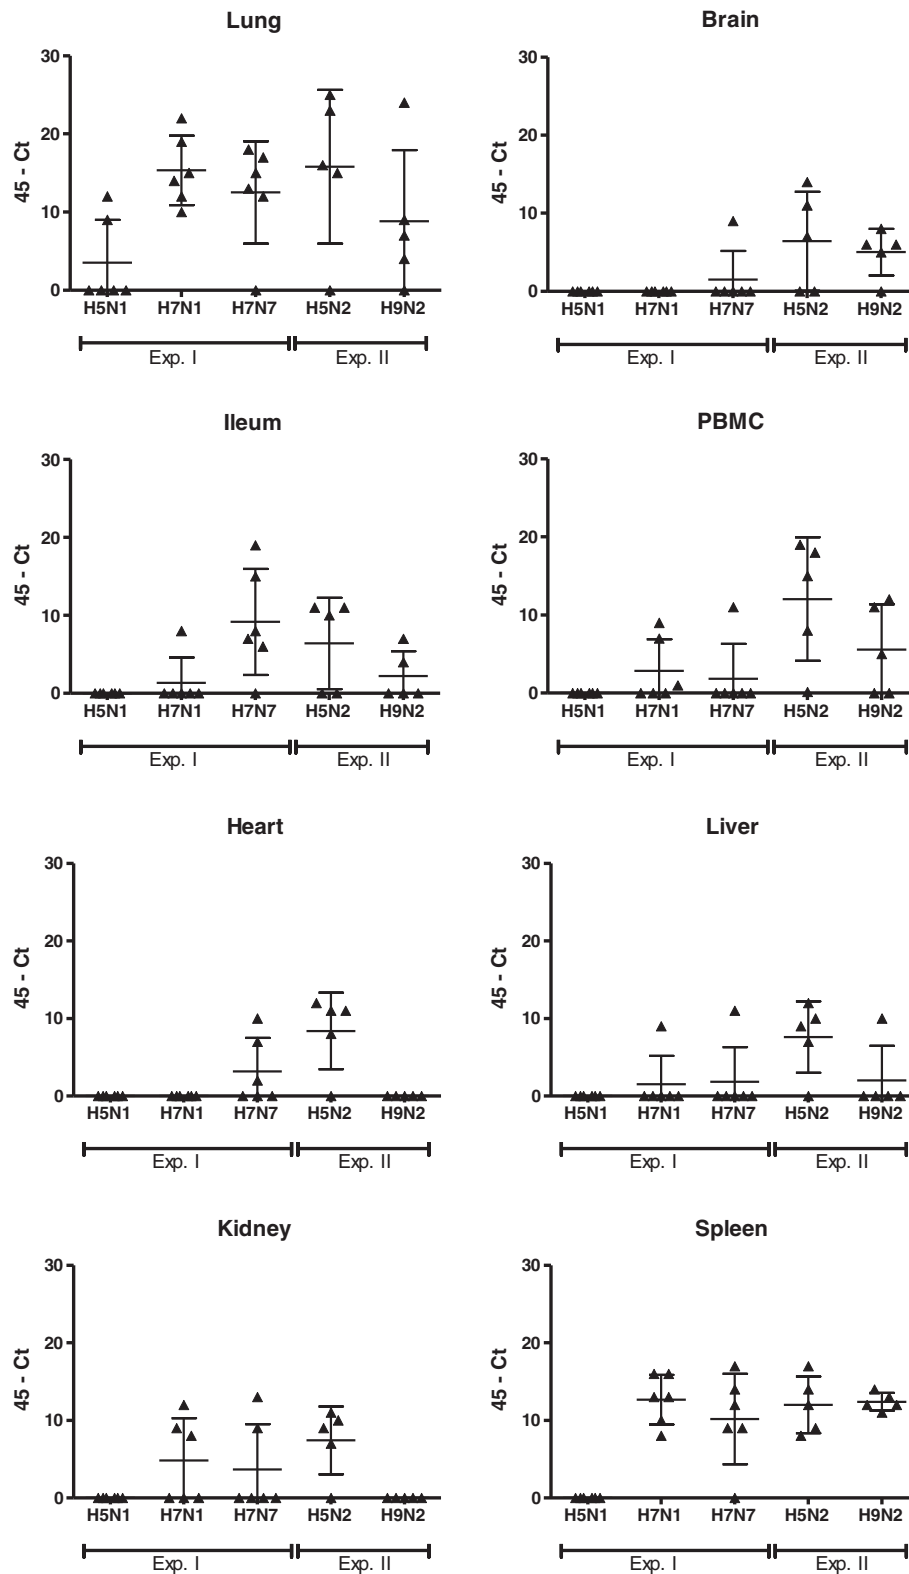 Lung
45 - Ct
30
20
10
0
H5N1 H7N1 H7N7 H5N2 H9N2
Exp. I Exp. II
Brain
45 - Ct
30
20
10
0
H5N1 H7N1 H7N7 H5N2 H9N2
Exp. I Exp. II
Ileum
45 - Ct
30
20
10
0
H5N1 H7N1 H7N7 H5N2 H9N2
Exp. I Exp. II
PBMC
45 - Ct
30
20
10
0
H5N1 H7N1 H7N7 H5N2 H9N2
Exp. I Exp. II
Heart
45 - Ct
30
20
10
0
H5N1 H7N1 H7N7 H5N2 H9N2
Exp. I Exp. II
Liver
45 - Ct
30
20
10
0
H5N1 H7N1 H7N7 H5N2 H9N2
Exp. I Exp. II
Kidney
45 - Ct
30
20
10
0
H5N1 H7N1 H7N7 H5N2 H9N2
Exp. I Exp. II
Spleen
45 - Ct
30
20
10
0
H5N1 H7N1 H7N7 H5N2 H9N2
Exp. I Exp. II